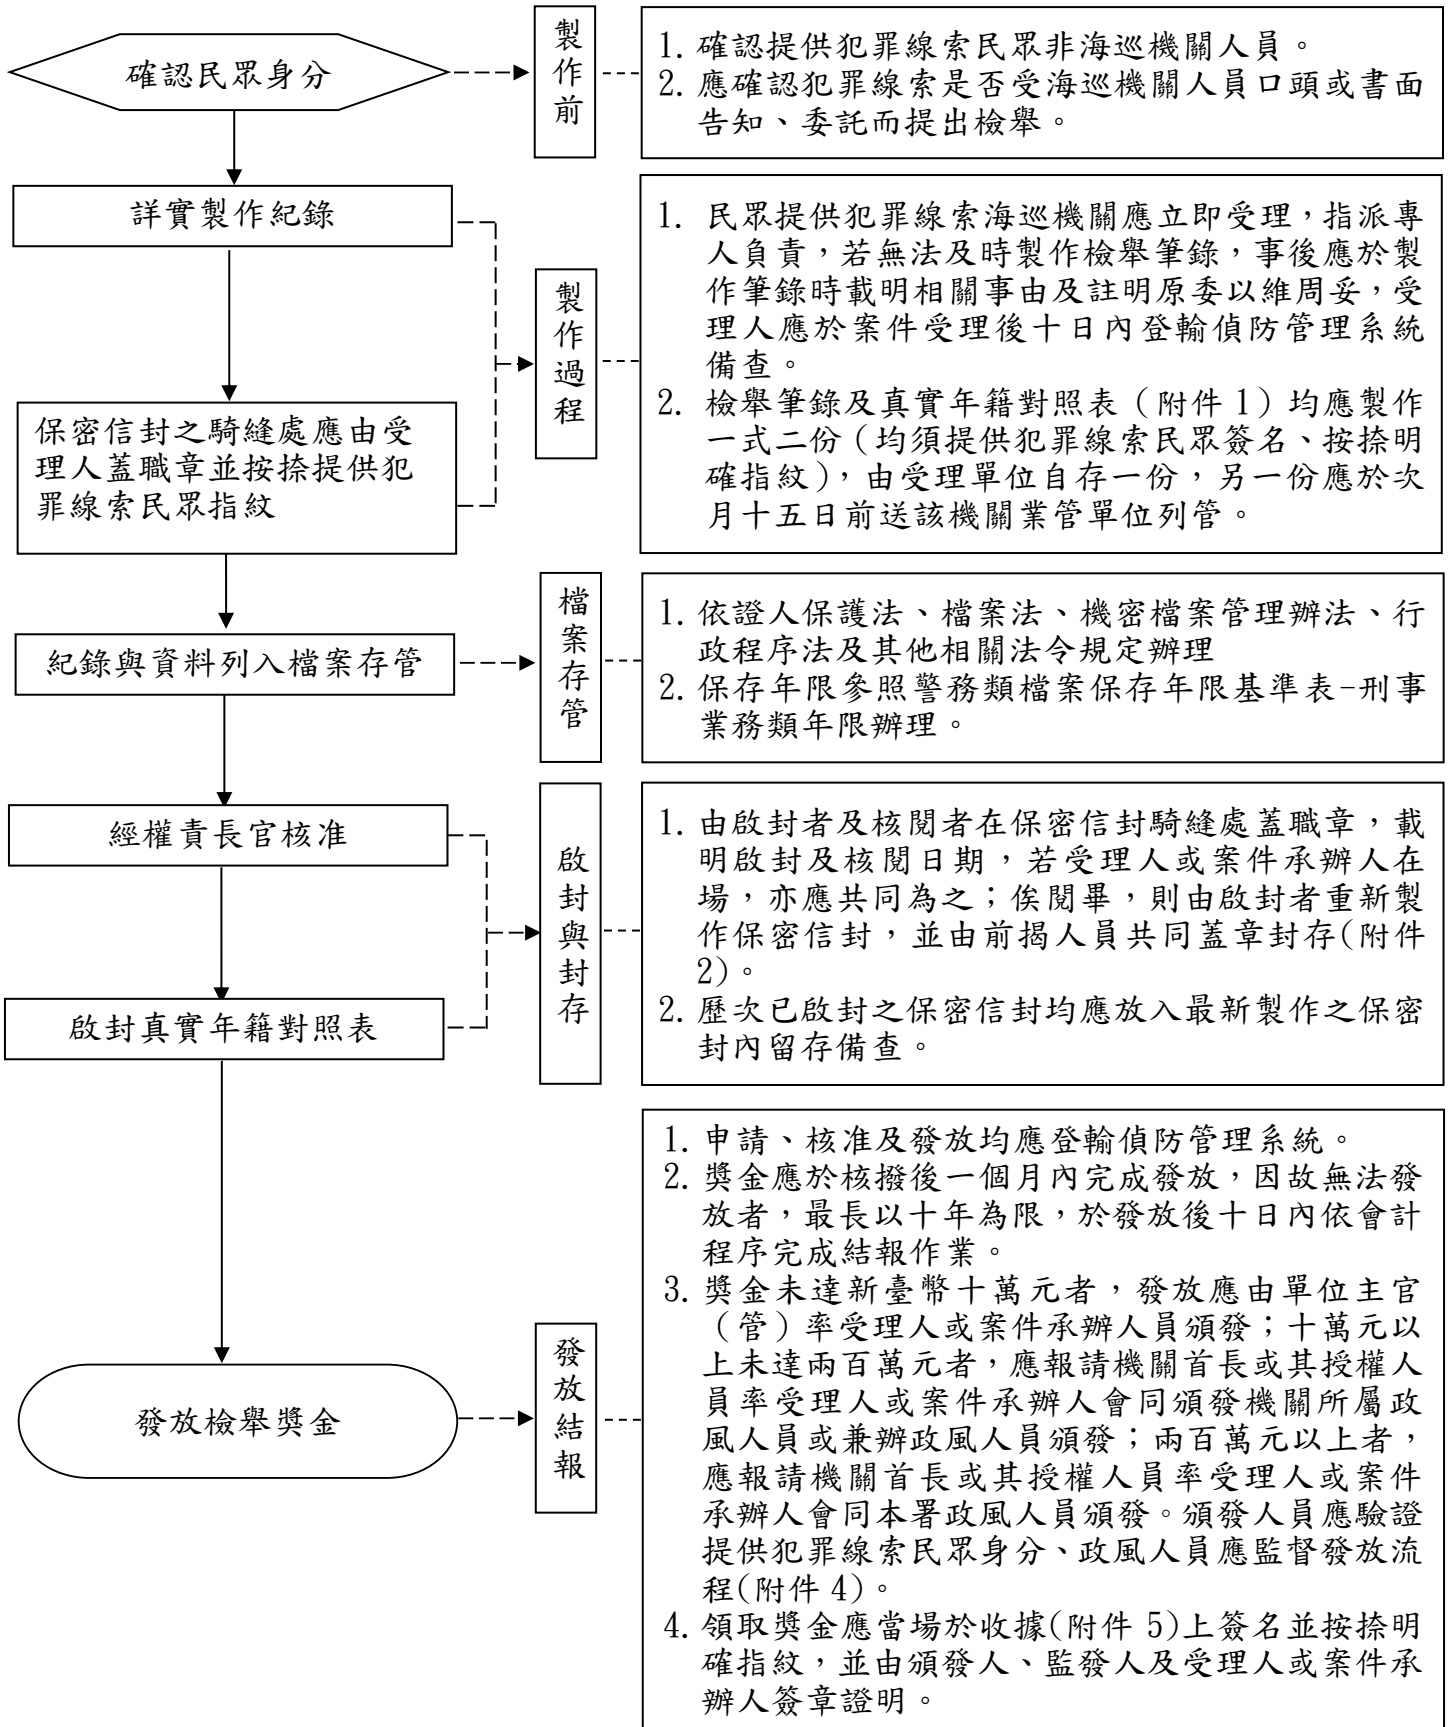 確認民眾身分
製作前
1. 確認提供犯罪線索民眾非海巡機關人員。
2. 應確認犯罪線索是否受海巡機關人員口頭或書面
告知、委託而提出檢舉。
詳實製作紀錄
保密信封之騎縫處應由受
理人蓋職章並按捺提供犯
罪線索民眾指紋
製作過程
1. 民眾提供犯罪線索海巡機關應立即受理，指派專
人負責，若無法及時製作檢舉筆錄，事後應於製
作筆錄時載明相關事由及註明原委以維周妥，受
理人應於案件受理後十日內登輸偵防管理系統
備查。
2. 檢舉筆錄及真實年籍對照表（附件 1）均應製作
一式二份（均須提供犯罪線索民眾簽名、按捺明
確指紋），由受理單位自存一份，另一份應於次
月十五日前送該機關業管單位列管。
紀錄與資料列入檔案存管
檔案存管
1. 依證人保護法、檔案法、機密檔案管理辦法、行
政程序法及其他相關法令規定辦理
2. 保存年限參照警務類檔案保存年限基準表-刑事
業務類年限辦理。
經權責長官核准
啟封真實年籍對照表
啟封與封存
1. 由啟封者及核閱者在保密信封騎縫處蓋職章，載
明啟封及核閱日期，若受理人或案件承辦人在
場，亦應共同為之；俟閱畢，則由啟封者重新製
作保密信封，並由前揭人員共同蓋章封存(附件
2)。
2. 歷次已啟封之保密信封均應放入最新製作之保密
封內留存備查。
發放檢舉獎金
發放結報
1. 申請、核准及發放均應登輸偵防管理系統。
2. 獎金應於核撥後一個月內完成發放，因故無法發
放者，最長以十年為限，於發放後十日內依會計
程序完成結報作業。
3. 獎金未達新臺幣十萬元者，發放應由單位主官
（管）率受理人或案件承辦人員頒發；十萬元以
上未達兩百萬元者，應報請機關首長或其授權人
員率受理人或案件承辦人會同頒發機關所屬政
風人員或兼辦政風人員頒發；兩百萬元以上者，
應報請機關首長或其授權人員率受理人或案件
承辦人會同本署政風人員頒發。頒發人員應驗證
提供犯罪線索民眾身分、政風人員應監督發放流
程(附件 4)。
4. 領取獎金應當場於收據(附件 5)上簽名並按捺明
確指紋，並由頒發人、監發人及受理人或案件承
辦人簽章證明。